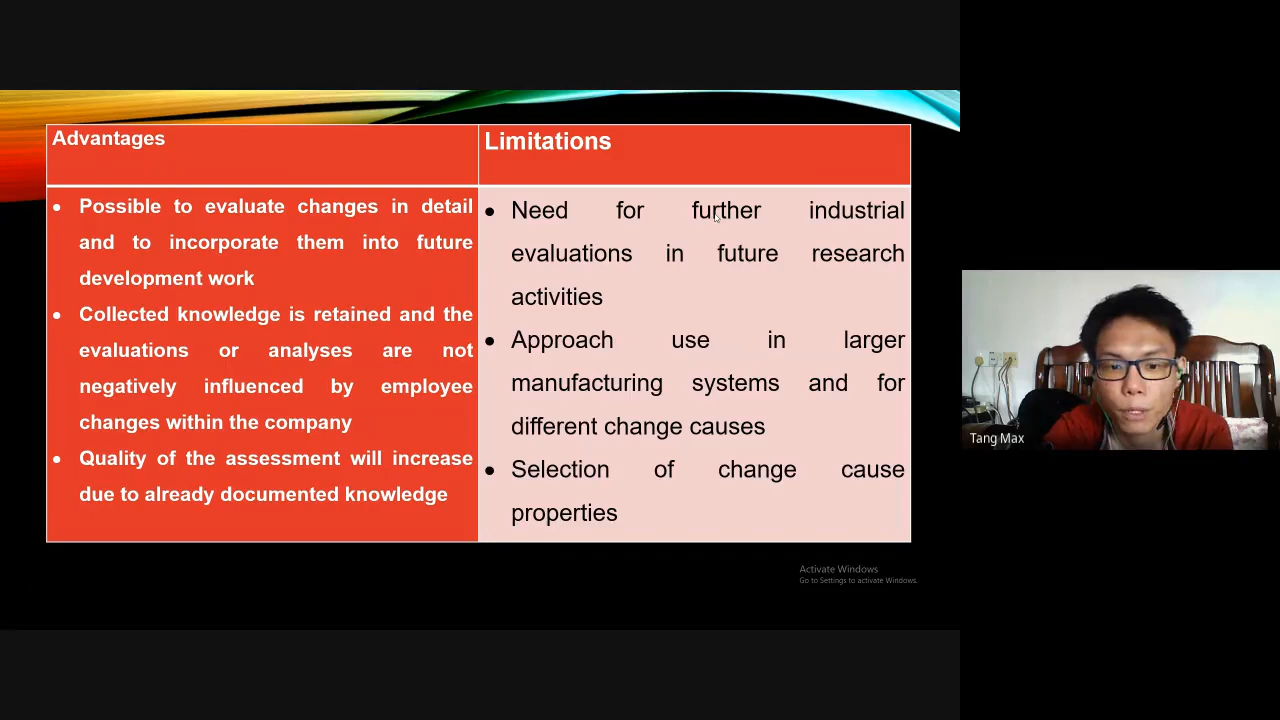 Advantages
Limitations
• Possible to evaluate changes in detail
and to incorporate them into future
development work
• Collected knowledge is retained and the
evaluations or analyses are not
negatively influenced by employee
changes within the company
• Quality of the assessment will increase
due to already documented knowledge
• Need for further industrial
evaluations in future research
activities
• Approach use in larger
manufacturing systems and for
different change causes
• Selection of change cause
properties
Activate Windows
Go to Settings to activate Windows.
Tang Max